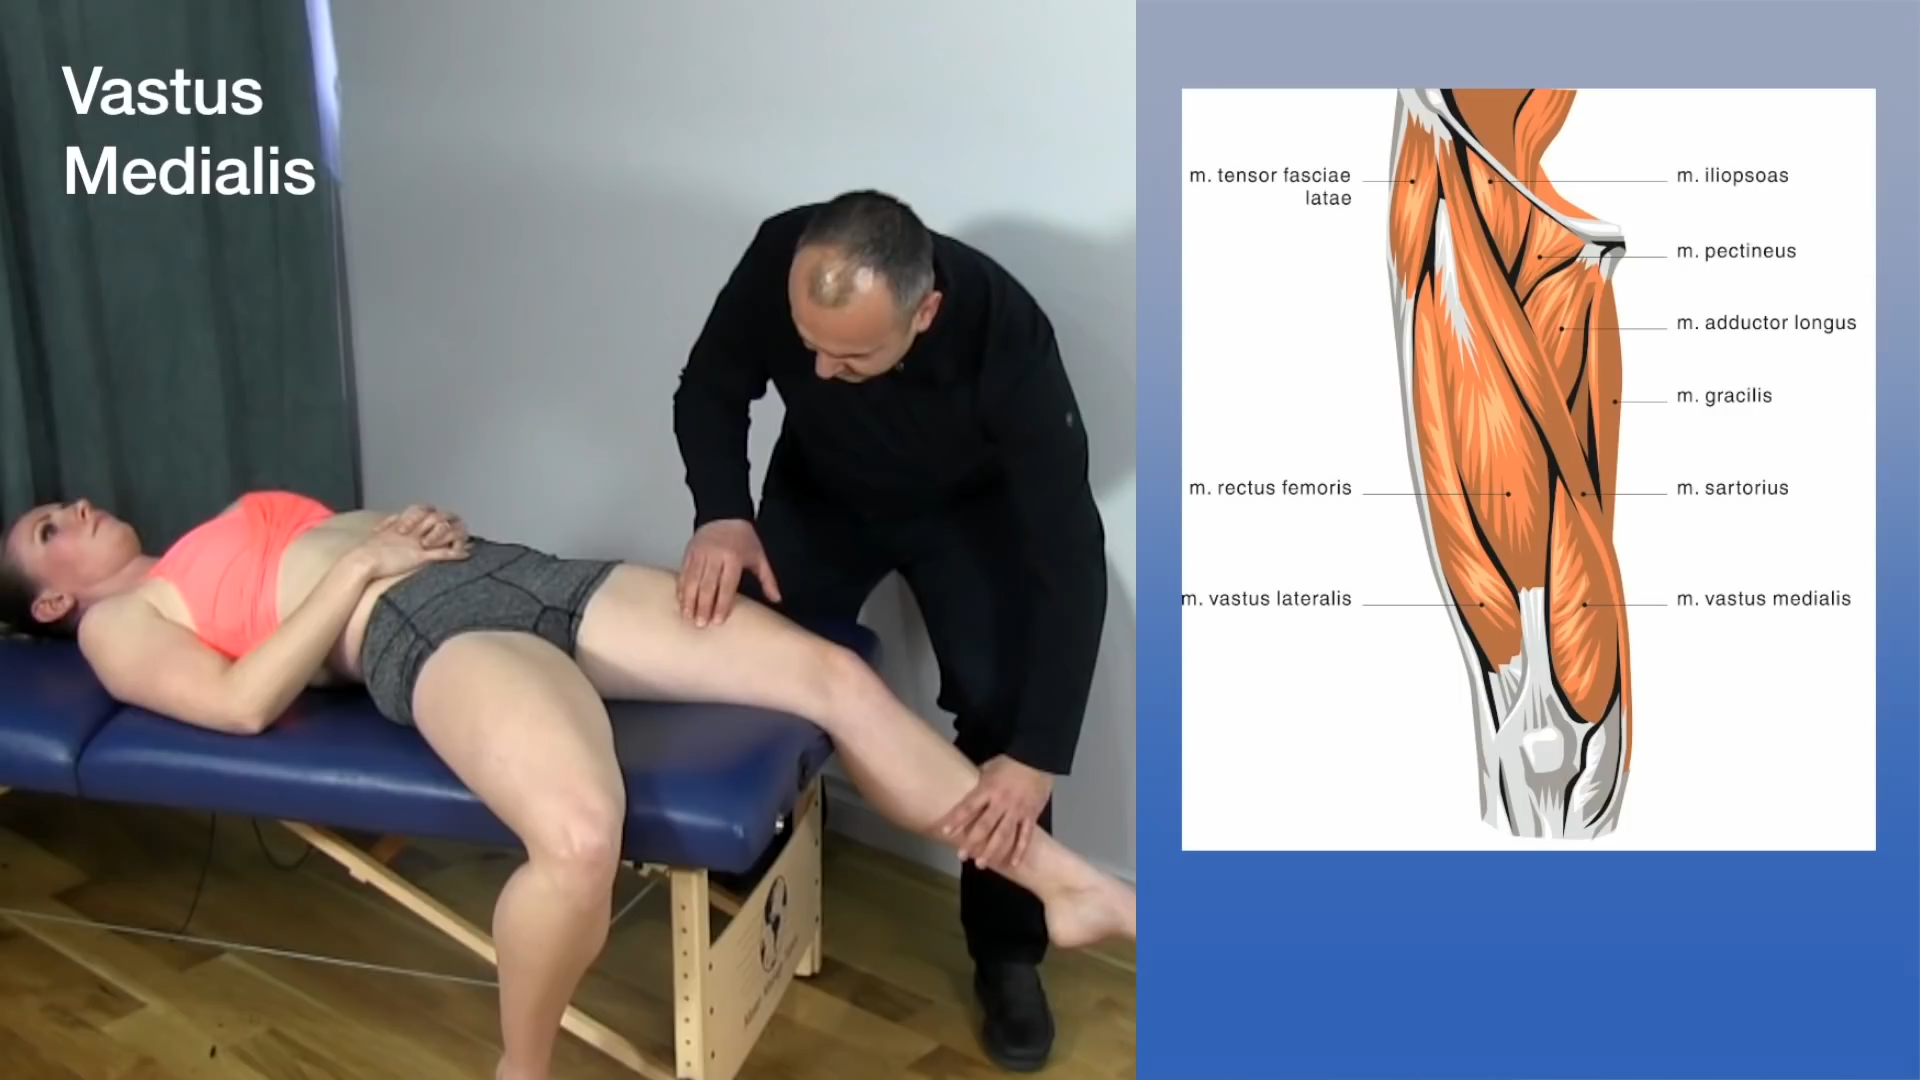 Vastus
Medialis
m. tensor fasciae
latae
m. rectus femoris
m. vastus lateralis
m. iliopsoas
m. pectineus
m. adductor longus
m. gracilis
m. sartorius
m. vastus medialis